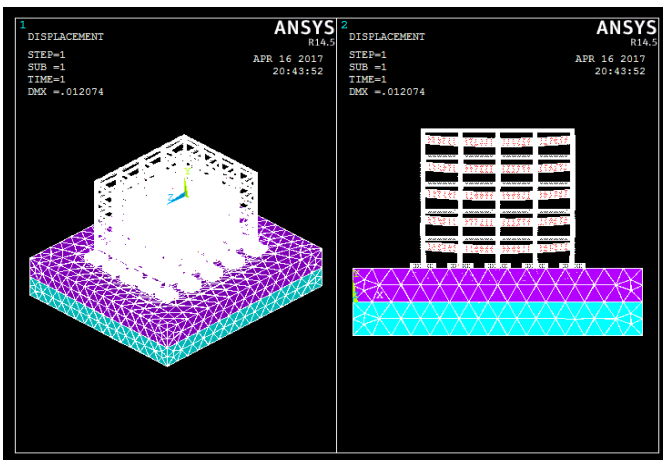 1
DISPLACEMENT
STEP=1
SUB =1
TIME=1
DMX =.012074
ANSYS
R14.5
APR 16 2017
20:43:52
Y
Z
2
DISPLACEMENT
STEP=1
SUB =1
TIME=1
DMX =.012074
ANSYS
R14.5
APR 16 2017
20:43:52
X